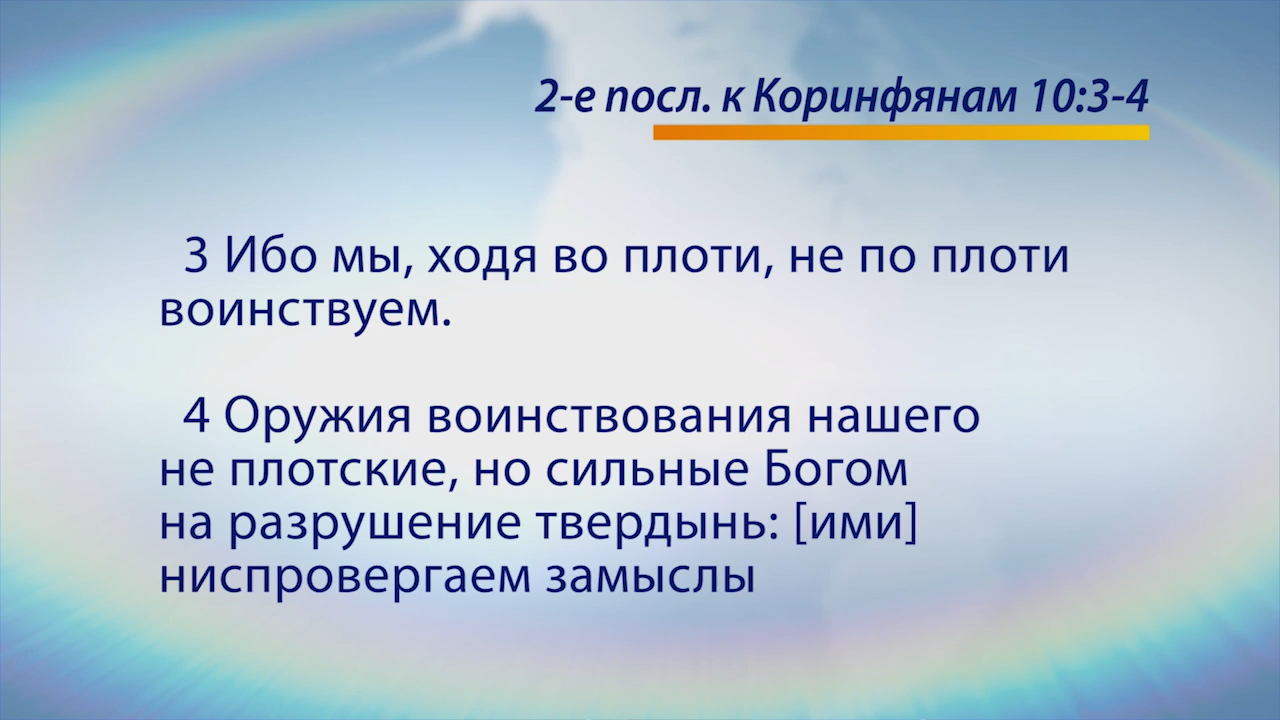 2-е посл. к Коринфянам 10:3-4
3 Ибо мы, ходя во плоти, не по плоти
воинствуем.
4 Оружия воинствования нашего
не плотские, но сильные Богом
на разрушение твердынь: [ими]
ниспровергаем замыслы